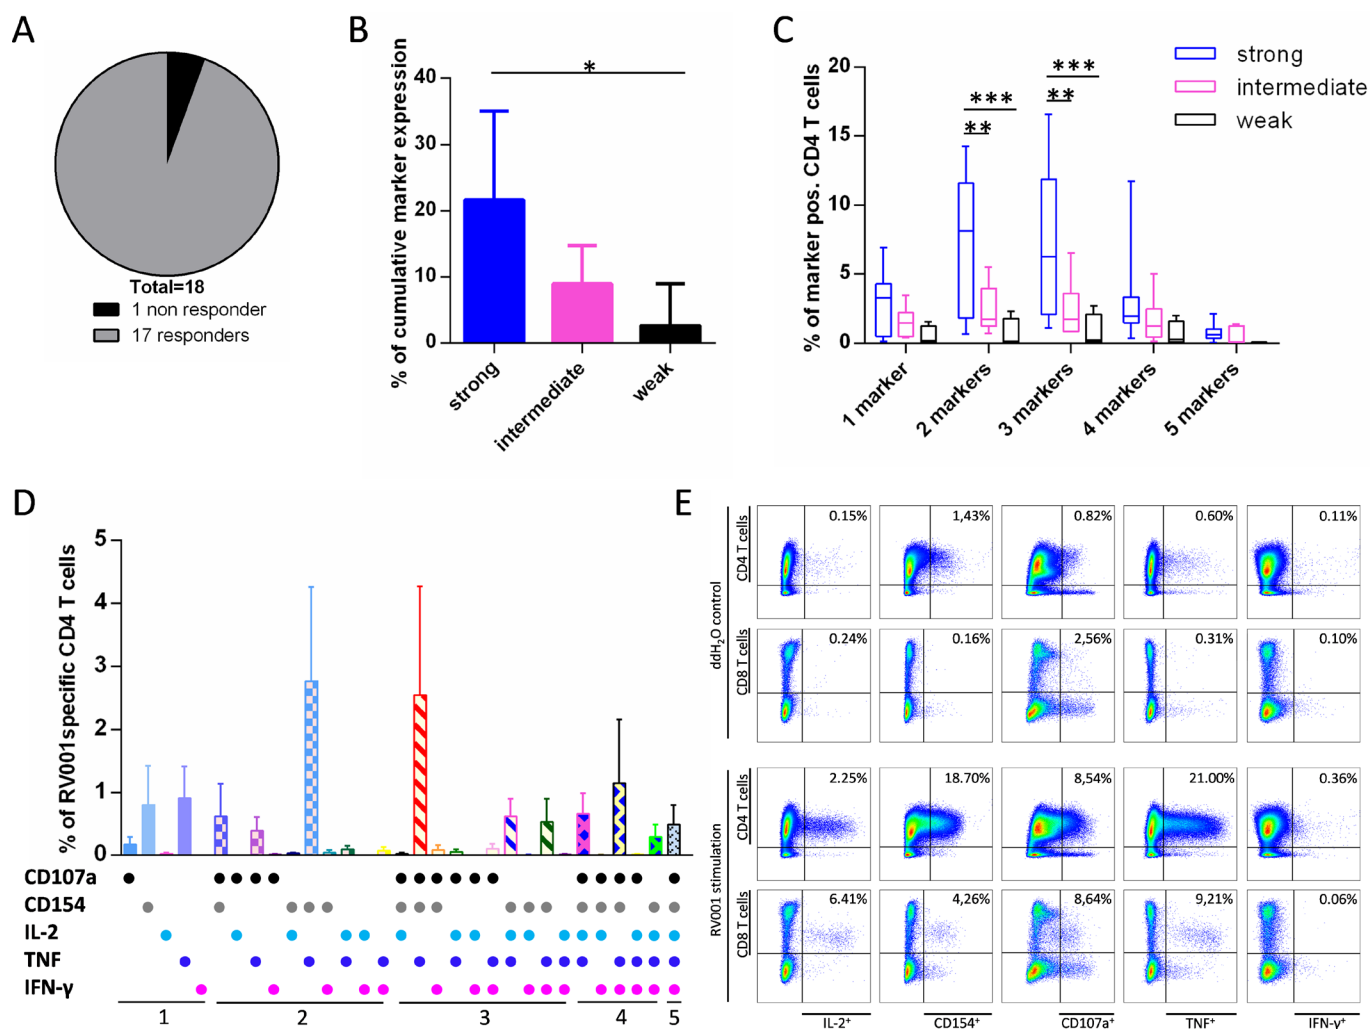 A
Total=18
1 non responder
17 responders
B
% of cumulative marker expression
40
30
20
10
0
*
strong
intermediate
weak
C
% of marker pos. CD4 T cells
20
15
10
5
0
***
**
***
**
strong
intermediate
weak
1 marker
2 markers
3 markers
4 markers
5 markers
D
% of RV001specific CD4 T cells
5
4
3
2
1
0
CD107a
CD154
IL-2
TNF
IFN-γ
1 2 3 4 5
E
ddH2O control
CD4 T cells
0.15% 1,43% 0.82% 0.60% 0.11%
CD8 T cells
0.24% 0.16% 2,56% 0.31% 0.10%
RV001 stimulation
CD4 T cells
2.25% 18.70% 8,54% 21.00% 0.36%
CD8 T cells
6.41% 4,26% 8,64% 9,21% 0.06%
IL-2+ CD154+ CD107a+ TNF+ IFN-γ+